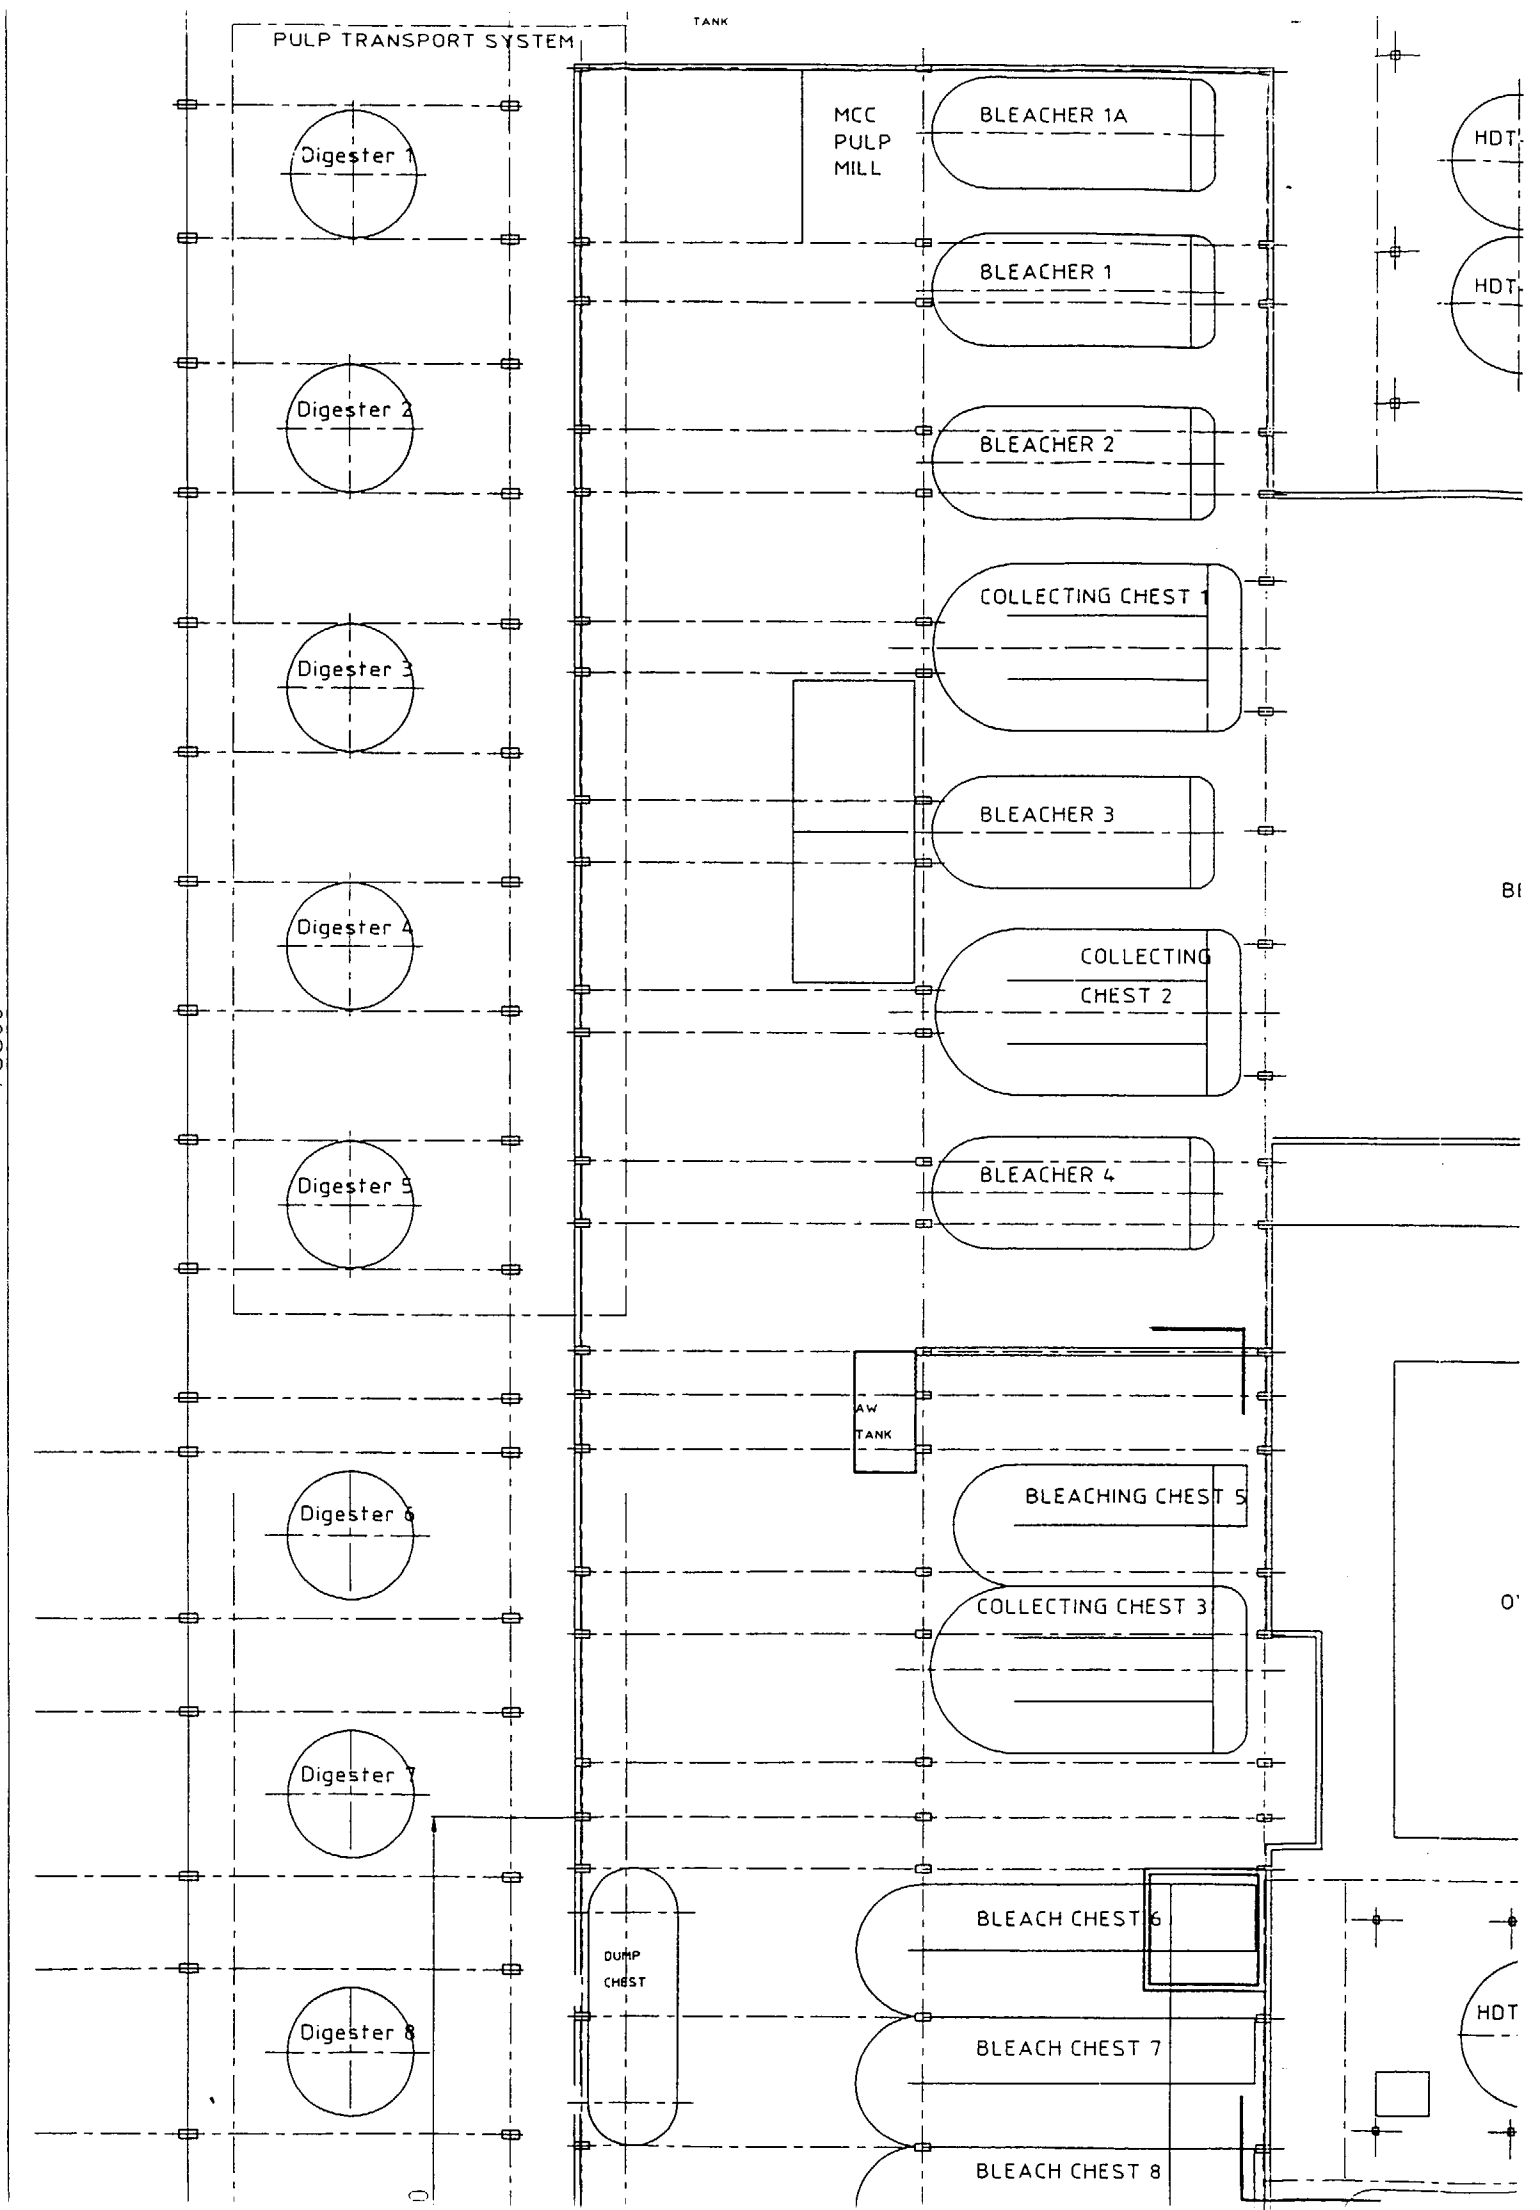 TANK
PULP TRANSPORT SYSTEM
MCC
PULP
MILL
BLEACHER 1A
HDT
Digester 1
BLEACHER 1
HDT
Digester 2
BLEACHER 2
COLLECTING CHEST 1
Digester 3
BLEACHER 3
Digester 4
COLLECTING
CHEST 2
BLEACHER 4
Digester 5
AW
TANK
BLEACHING CHEST 5
Digester 6
COLLECTING CHEST 3
Digester 7
BLEACH CHEST 6
DUMP
CHEST
BLEACH CHEST 7
HDT
Digester 8
BLEACH CHEST 8